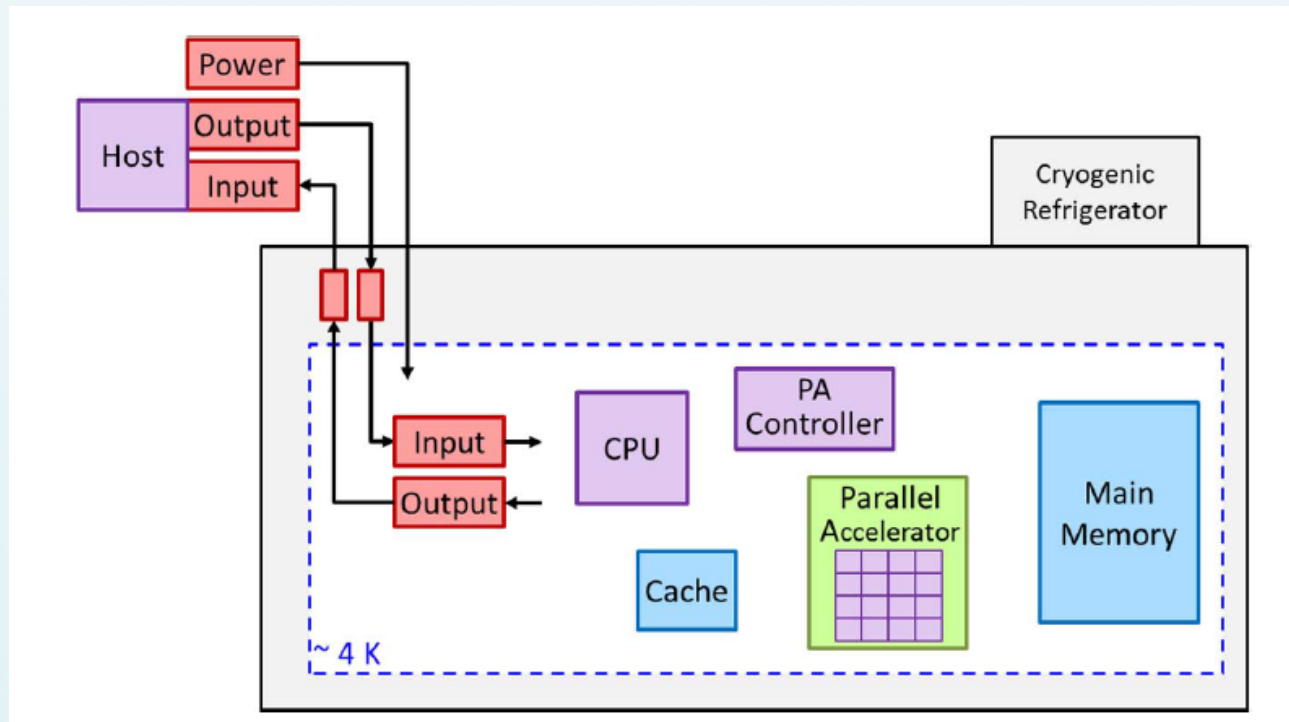 Power
Output
Host
Input
Cryogenic
Refrigerator
PA
Controller
Input
CPU
Output
Parallel
Accelerator
Main
Memory
Cache
~ 4 K